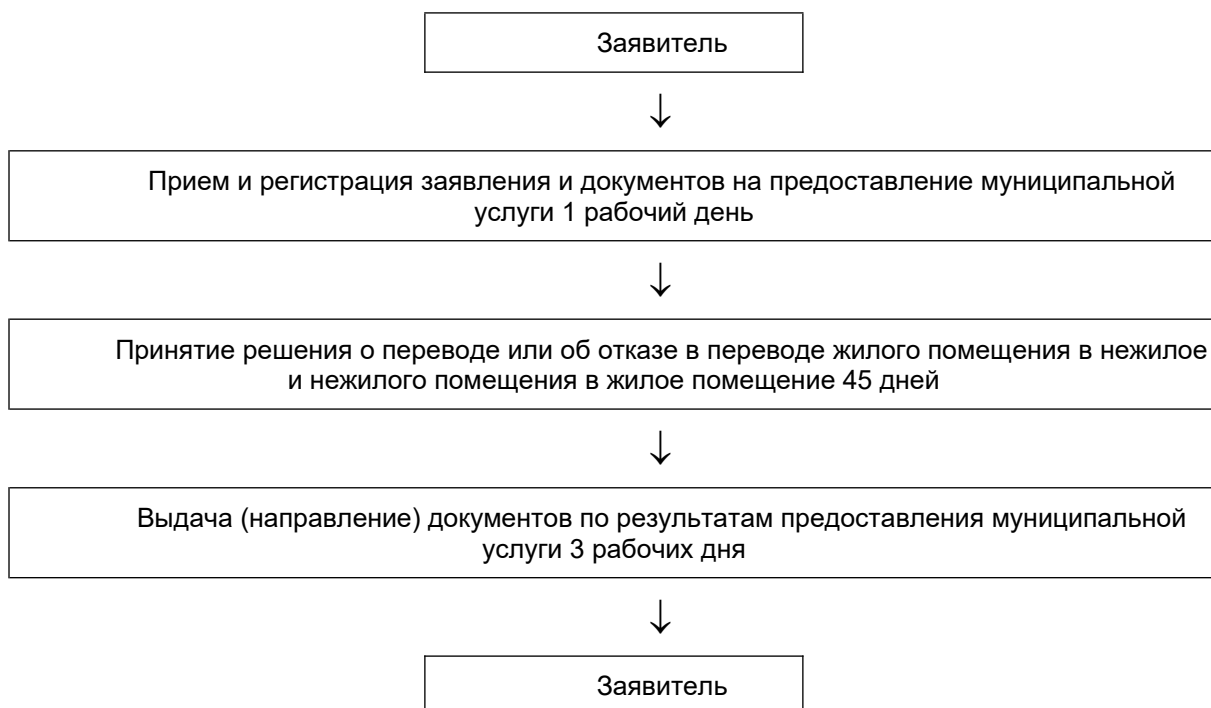 Заявитель
↓
Прием и регистрация заявления и документов на предоставление муниципальной
услуги 1 рабочий день
↓
Принятие решения о переводе или об отказе в переводе жилого помещения в нежилое
и нежилого помещения в жилое помещение 45 дней
↓
Выдача (направление) документов по результатам предоставления муниципальной
услуги 3 рабочих дня
↓
Заявитель